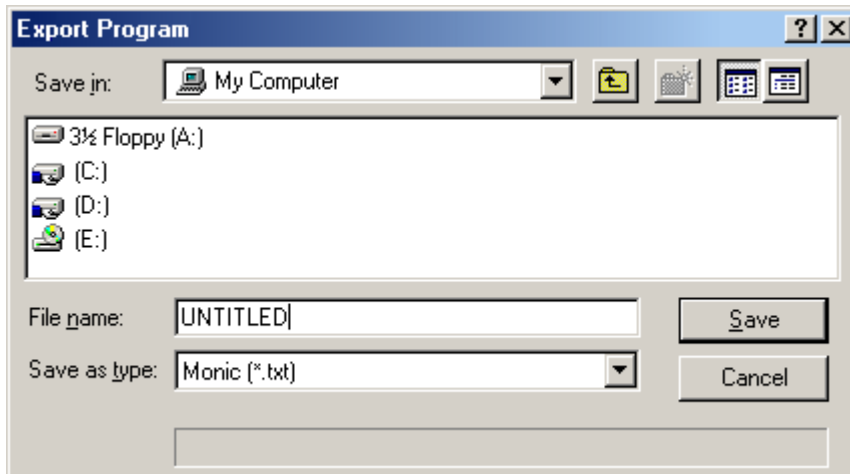 Export Program
Save in: My Computer
3½ Floppy (A:)
(C:)
(D:)
(E:)
File name: UNTITLED Save
Save as type: Monic (*.txt) Cancel